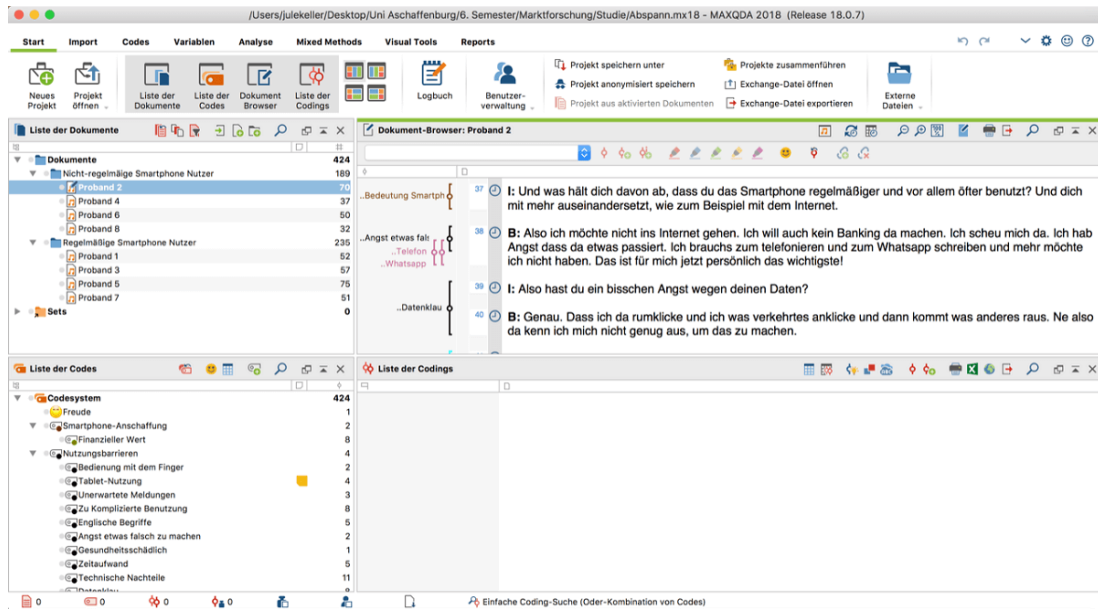 /Users/julekeller/Desktop/Uni Aschaffenburg/6. Semester/Marktforschung/Studie/Abspann.mx18 - MAXQDA 2018 (Release 18.0.7)
Start Import Codes Variablen Analyse Mixed Methods Visual Tools Reports
Neues Projekt
Projekt öffnen
Liste der Dokumente
Liste der Codes
Dokument Browser
Liste der Codings
Logbuch
Benutzer-
verwaltung
Projekt speichern unter
Projekt anonymisiert speichern
Projekt aus aktivierten Dokumenten
Projekte zusammenführen
Exchange-Datei öffnen
Exchange-Datei exportieren
Externe Dateien
Liste der Dokumente
Dokumente 424
Nicht-regelmäige Smartphone Nutzer 189
Proband 2 70
Proband 4 37
Proband 6 50
Proband 8 32
Regelmäßige Smartphone Nutzer 235
Proband 1 52
Proband 3 57
Proband 5 75
Proband 7 51
Sets 0
Dokument-Browser: Proband 2
..Bedeutung Smartph
37 I: Und was hält dich davon ab, dass du das Smartphone regelmäßiger und vor allem öfter benutzt? Und dich
mit mehr auseinandersetzt, wie zum Beispiel mit dem Internet.
..Angst etwas fals
..Telefon
..Whatsapp
38 B: Also ich möchte nicht ins Internet gehen. Ich will auch kein Banking da machen. Ich scheu mich da. Ich hab
Angst dass da etwas passiert. Ich brauchs zum telefonieren und zum Whatsapp schreiben und mehr möchte
ich nicht haben. Das ist für mich jetzt persönlich das wichtigste!
39 I: Also hast du ein bisschen Angst wegen deinen Daten?
..Datenklau
40 B: Genau. Dass ich da rumklicke und ich was verkehrtes anklicke und dann kommt was anderes raus. Ne also
da kenn ich mich nicht genug aus, um das zu machen.
Liste der Codes
Codesystem 424
Freude 1
Smartphone-Anschaffung 2
Finanzieller Wert 8
Nutzungsbarrieren 4
Bedienung mit dem Finger 2
Tablet-Nutzung 4
Unerwartete Meldungen 3
Zu Komplizierte Benutzung 8
Englische Begriffe 5
Angst etwas falsch zu machen 2
Gesundheitsschädlich 1
Zeitaufwand 5
Technische Nachteile 11
Liste der Codings
0 0 0 0
Einfache Coding-Suche (Oder-Kombination von Codes)